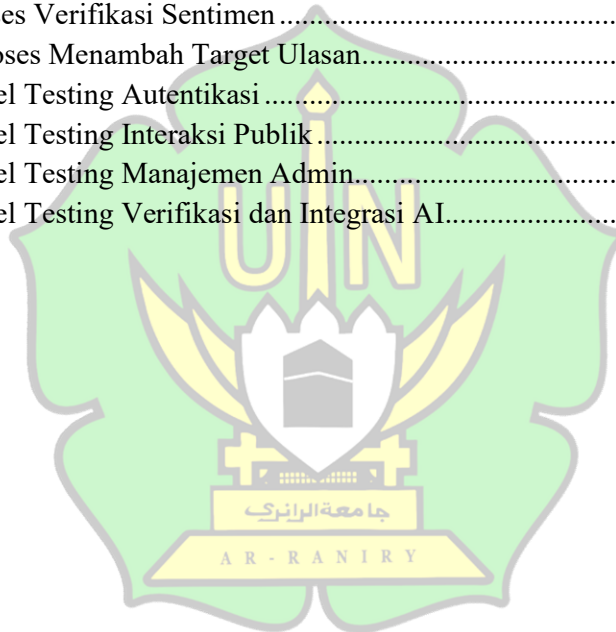 es Verifikasi Sentimen
oses Menambah Target Ulasan
el Testing Autentikasi
el Testing Interaksi Publik
el Testing Manajemen Admin
el Testing Verifikasi dan Integrasi AI
UIN
جامعة الرانري
AR-RANIRY